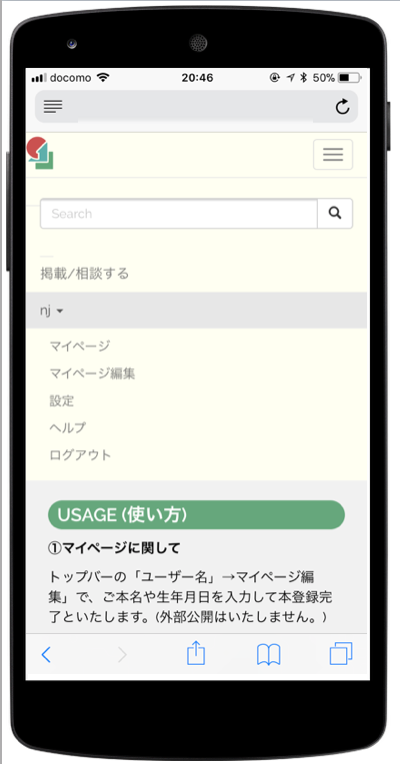 docomo 20:46 50%
Search
掲載/相談する
nj
マイページ
マイページ編集
設定
ヘルプ
ログアウト
USAGE (使い方)
①マイページに関して
トップバーの「ユーザー名」→マイページ編
集」で、ご本名や生年月日を入力して本登録完
了といたします。(外部公開はいたしません。)